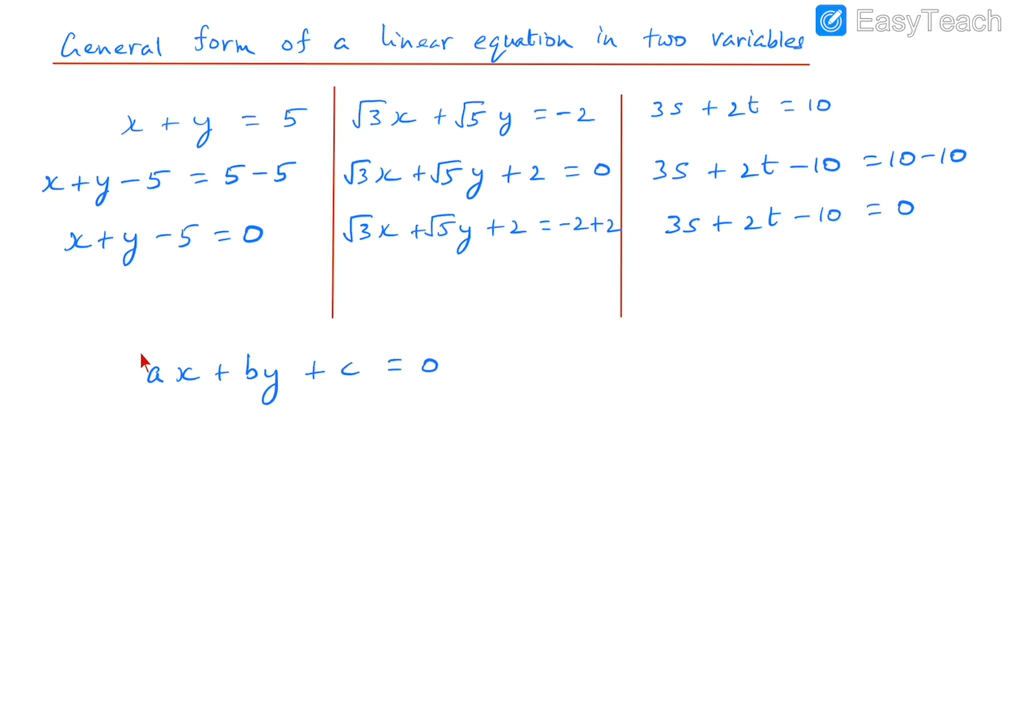 EasyTeach
General form of a linear equation in two variables
x + y = 5
x + y - 5 = 5 - 5
x + y - 5 = 0
√3x + √5y = -2
√3x + √5y + 2 = 0
√3x + √5y + 2 = -2+2
3s + 2t = 10
3s + 2t - 10 = 10-10
3s + 2t - 10 = 0
ax + by + c = 0